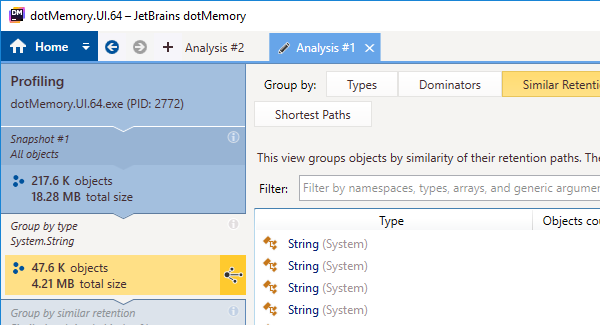 DM dotMemory.UI.64 – JetBrains dotMemory
Home Analysis #2 Analysis #1
Profiling
dotMemory.UI.64.exe (PID: 2772)
Snapshot #1
All objects
217.6 K objects
18.28 MB total size
Group by type
System.String
47.6 K objects
4.21 MB total size
Group by similar retention
Group by: Types Dominators Similar Retentio
Shortest Paths
This view groups objects by similarity of their retention paths. The
Filter: Filter by namespaces, types, arrays, and generic argumen
Type Objects cou
String (System)
String (System)
String (System)
String (System)